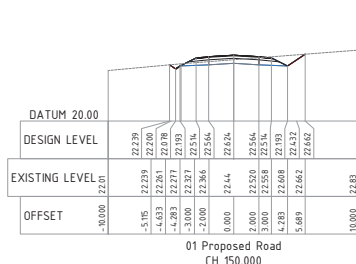 DATUM 20.00
DESIGN LEVEL 22.239 22.200 22.078 22.193 22.514 22.564 22.624 22.564 22.514 22.193 22.432 22.662
EXISTING LEVEL 22.01 22.239 22.261 22.277 22.327 22.366 22.44 22.520 22.558 22.608 22.662 22.83
OFFSET -10.000 -5.115 -4.633 -4.283 -3.000 -2.000 0.000 2.000 3.000 4.283 5.689 10.000
01 Proposed Road
CH 150.000